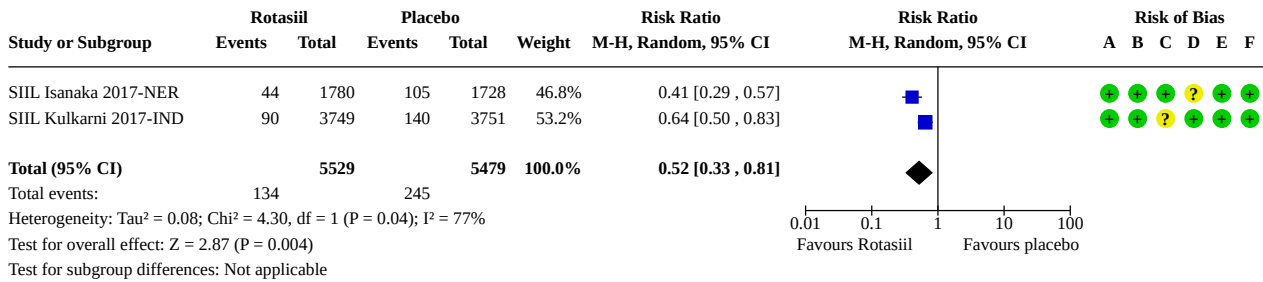 Rotasiil Placebo Risk Ratio Risk Ratio Risk of Bias
Study or Subgroup Events Total Events Total Weight M-H, Random, 95% CI M-H, Random, 95% CI A B C D E F
SIIL Isanaka 2017-NER 44 1780 105 1728 46.8% 0.41 [0.29 , 0.57] + + + ? + +
SIIL Kulkarni 2017-IND 90 3749 140 3751 53.2% 0.64 [0.50 , 0.83] + + ? + + +
Total (95% CI) 5529 5479 100.0% 0.52 [0.33 , 0.81]
Total events: 134 245
Heterogeneity: Tau² = 0.08; Chi² = 4.30, df = 1 (P = 0.04); I² = 77%
0.01 0.1 1 10 100
Test for overall effect: Z = 2.87 (P = 0.004) Favours Rotasiil Favours placebo
Test for subgroup differences: Not applicable